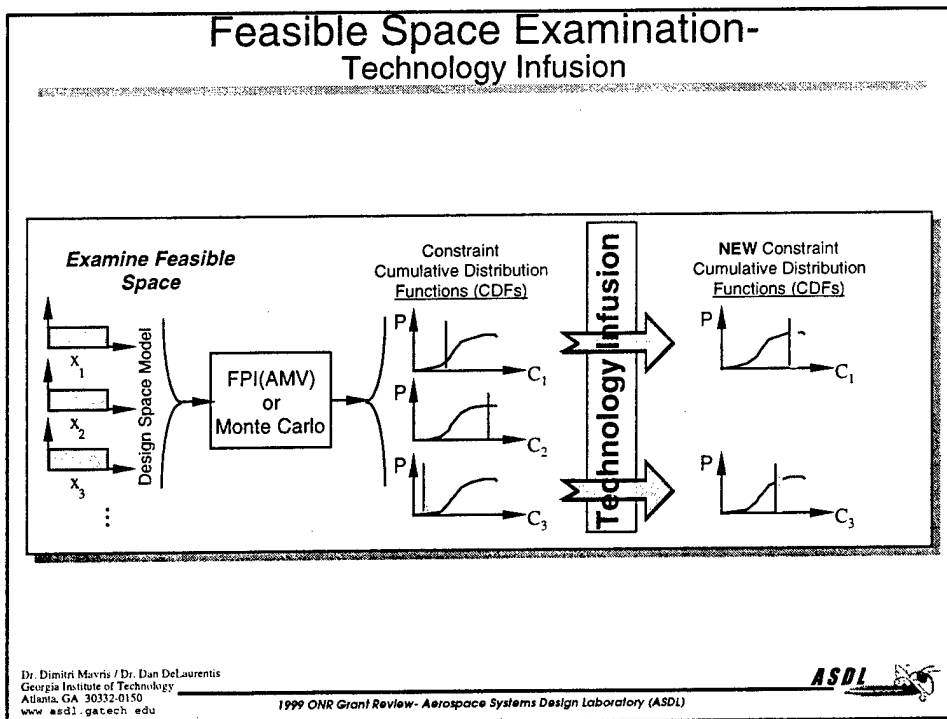 Feasible Space Examination-
Technology Infusion
Examine Feasible
Space
X1
X2
X3
⋮
Design Space Model
FPI(AMV)
or
Monte Carlo
Constraint
Cumulative Distribution
Functions (CDFs)
P
C1
P
C2
P
C3
Technology Infusion
NEW Constraint
Cumulative Distribution
Functions (CDFs)
P
C1
P
C3
Dr. Dimitri Mavris / Dr. Dan DeLaurentis
Georgia Institute of Technology
Atlanta, GA 30332-0150
www asdl.gatech edu
1999 ONR Grant Review- Aerospace Systems Design Laboratory (ASDL)
ASDL